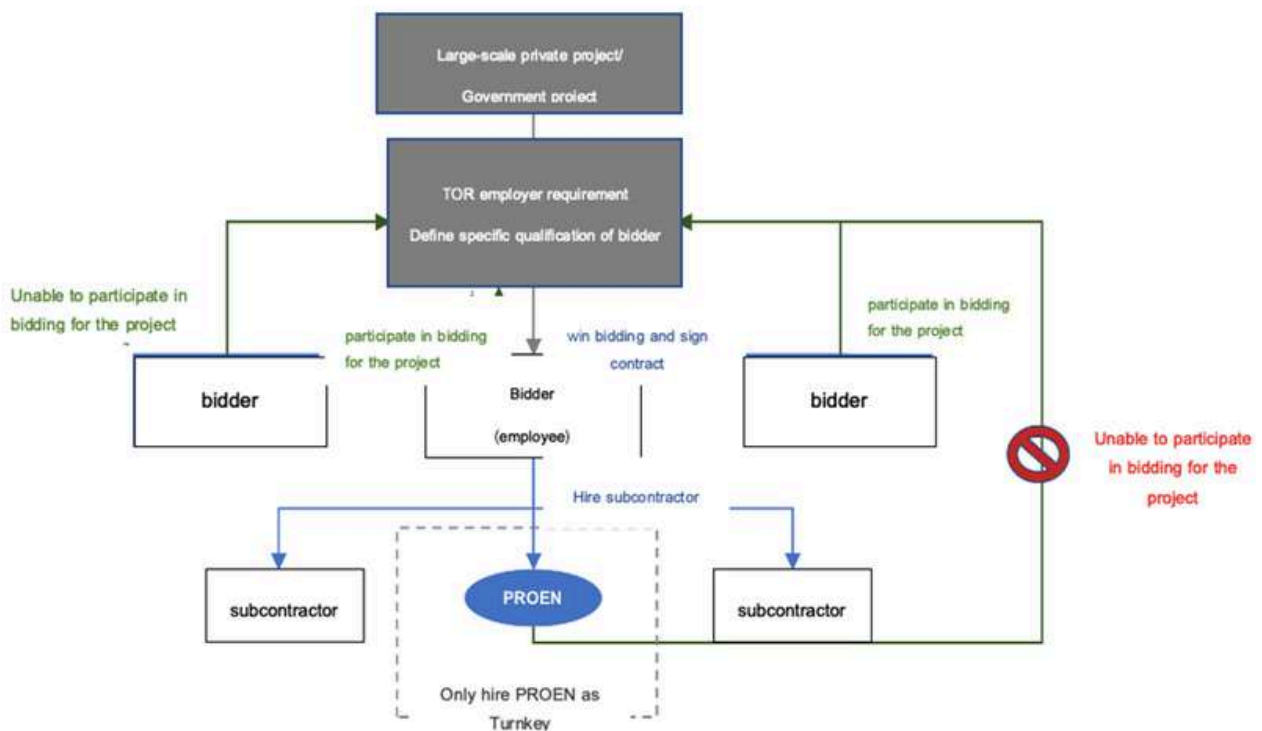 Large-scale private project/
Government project
TOR employer requirement
Define specific qualification of bidder
Unable to participate in
bidding for the project
participate in bidding
for the project
win bidding and sign
contract
participate in bidding
for the project
bidder
Bidder
(employee)
bidder
Unable to participate
in bidding for the
project
Hire subcontractor
subcontractor
PROEN
subcontractor
Only hire PROEN as
Turnkey